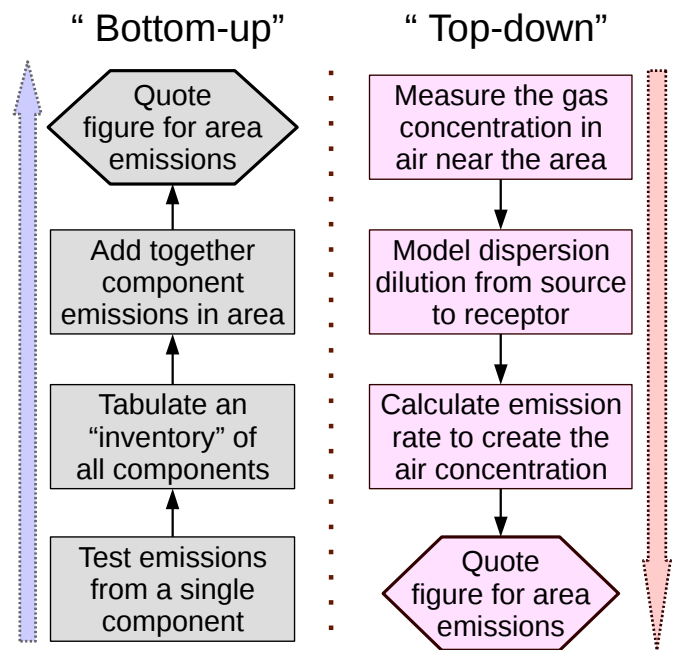 “ Bottom-up”
Quote
figure for area
emissions
Add together
component
emissions in area
Tabulate an
“inventory” of
all components
Test emissions
from a single
component
“ Top-down”
Measure the gas
concentration in
air near the area
Model dispersion
dilution from source
to receptor
Calculate emission
rate to create the
air concentration
Quote
figure for area
emissions